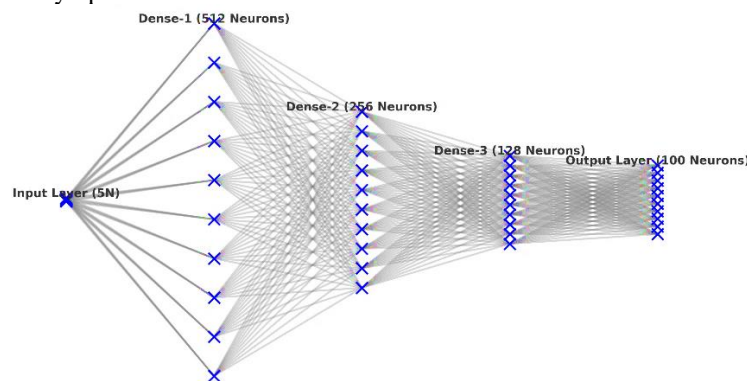 Dense-1 (512 Neurons)
Dense-2 (256 Neurons)
Dense-3 (128 Neurons)
Output Layer (100 Neurons)
Input Layer (5N)